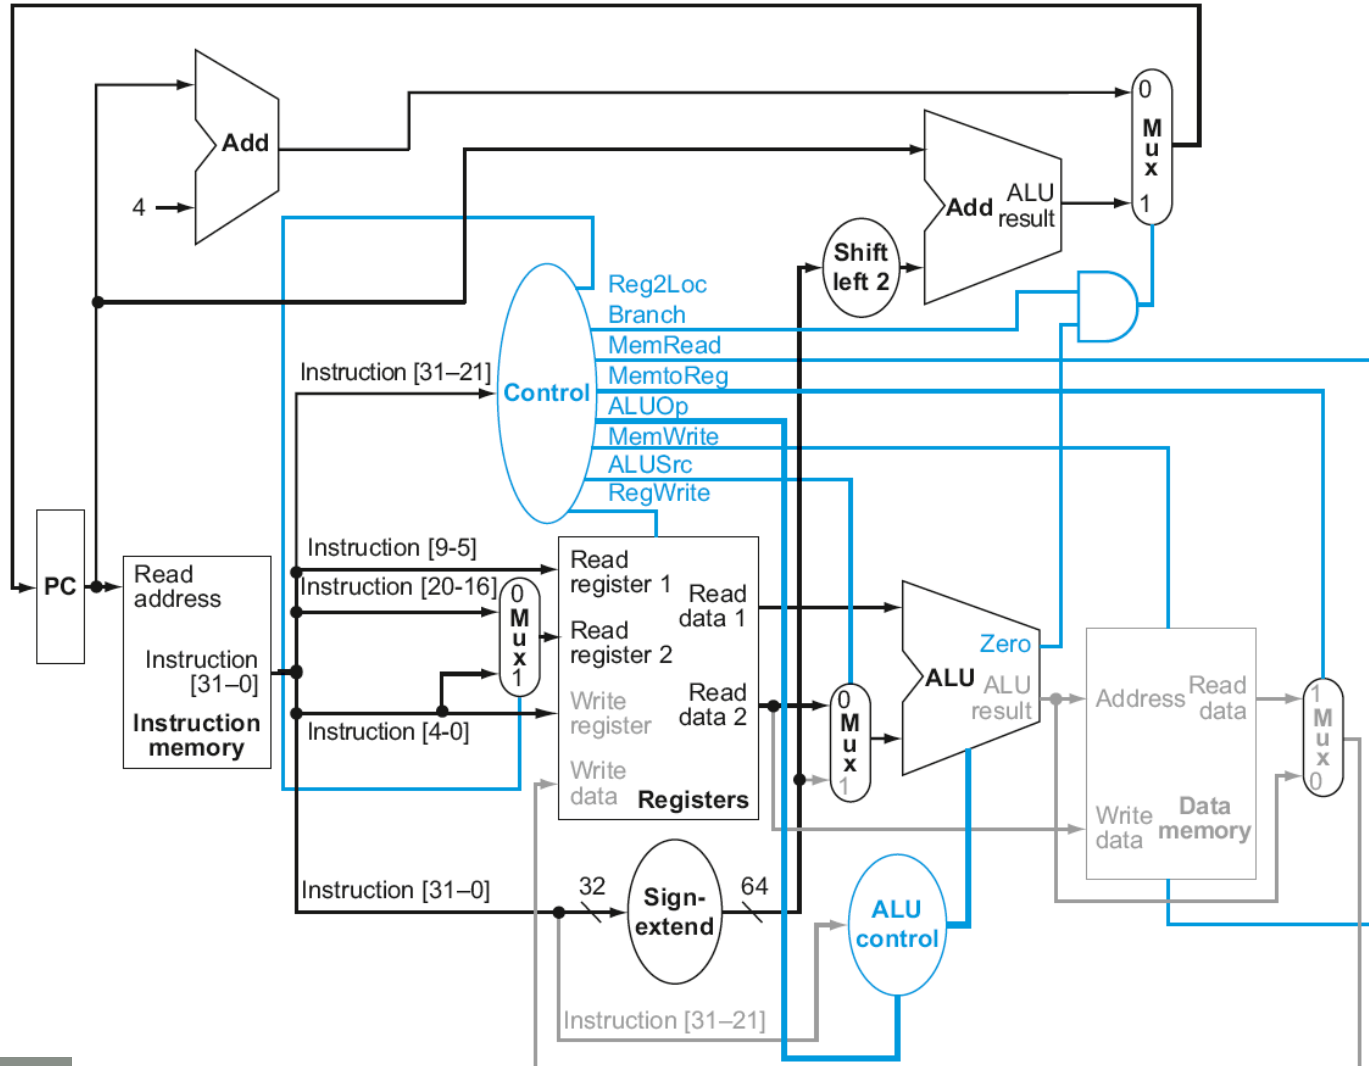 Add
4
0
M
u
x
1
Add
ALU
result
Shift
left 2
Reg2Loc
Branch
MemRead
MemtoReg
ALUOp
MemWrite
ALUSrc
RegWrite
Instruction [31–21]
Control
PC
Read
address
Instruction
[31–0]
Instruction
memory
Instruction [9-5]
Instruction [20-16]
Instruction [4-0]
0
M
u
x
1
Read
register 1
Read
register 2
Write
register
Write
data
Read
data 1
Read
data 2
Registers
0
M
u
x
1
Zero
ALU
ALU
result
Address
Read
data
Write
data
Data
memory
1
M
u
x
0
Instruction [31–0]
32
Sign-
extend
64
ALU
control
Instruction [31–21]